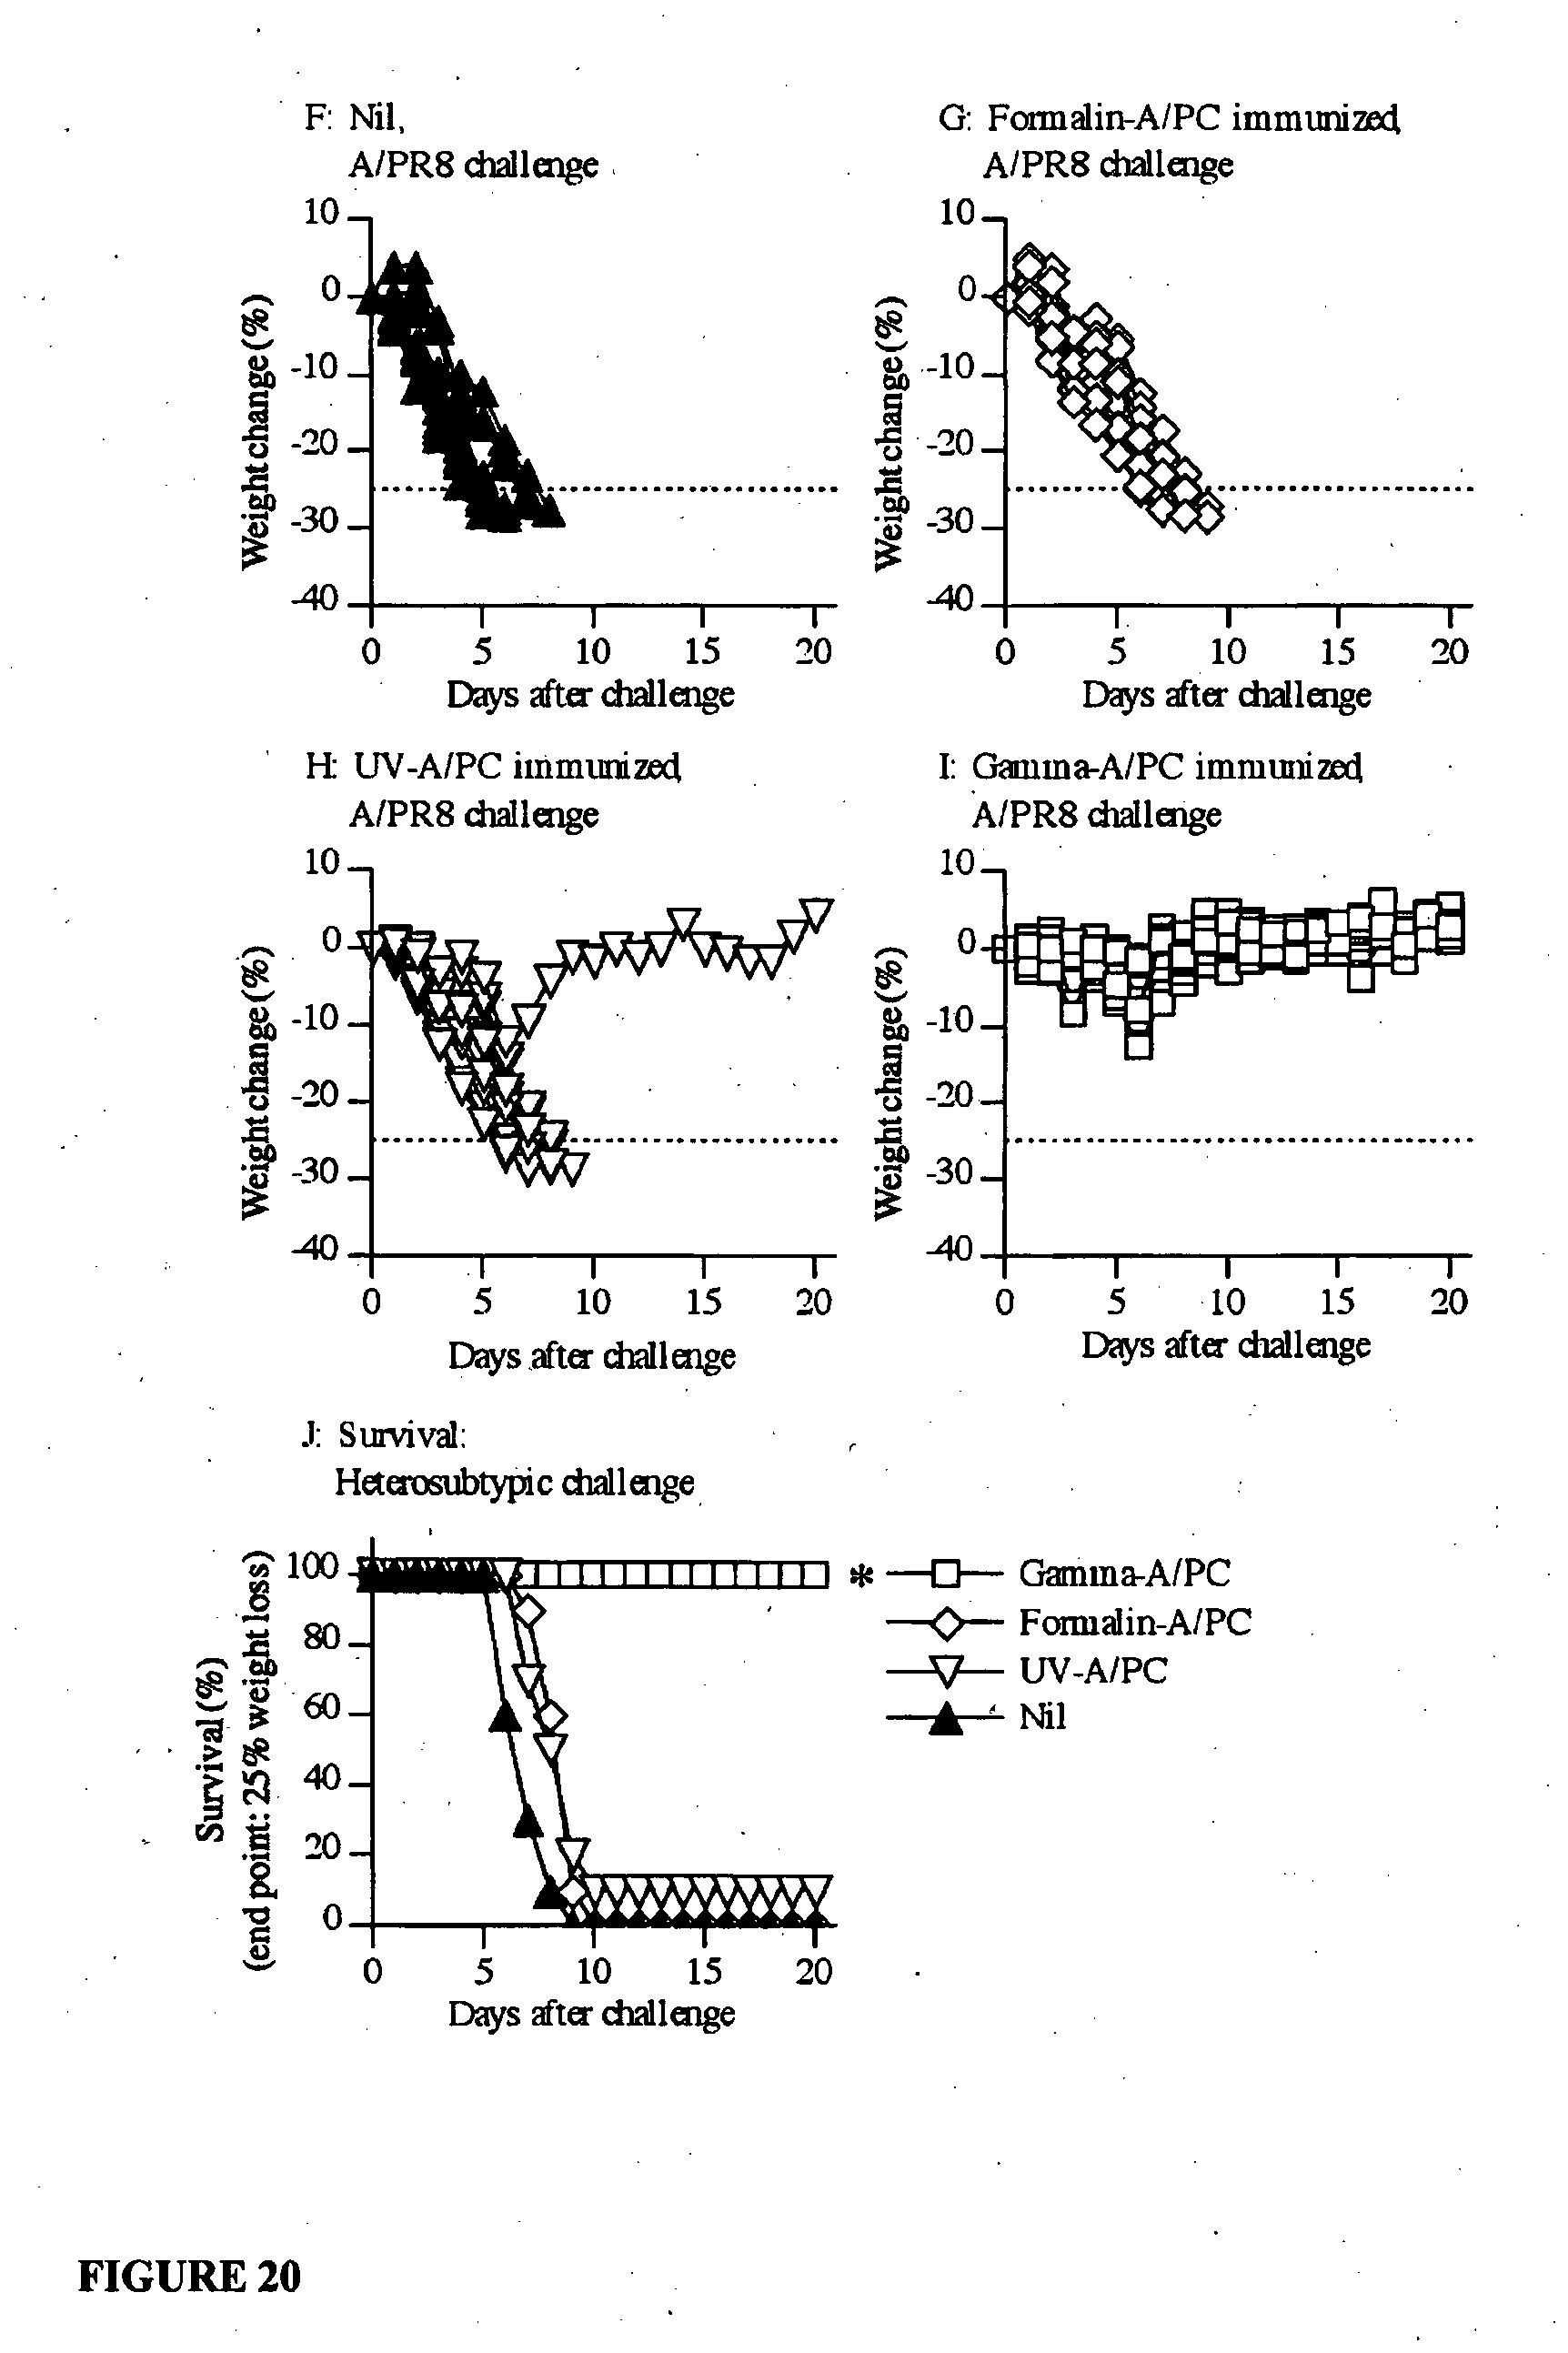 F: Nil,
A/PR8 challenge
10
0
-10
-20
-30
-40
Weight change (%)
0 5 10 15 20
Days after challenge
G: Formalin-A/PC immunized,
A/PR8 challenge
10
0
-10
-20
-30
-40
Weight change (%)
0 5 10 15 20
Days after challenge
H: UV-A/PC immunized,
A/PR8 challenge
10
0
-10
-20
-30
-40
Weight change (%)
0 5 10 15 20
Days after challenge
I: Gamma-A/PC immunized,
A/PR8 challenge
10
0
-10
-20
-30
-40
Weight change (%)
0 5 10 15 20
Days after challenge
J: Survival:
Heterosubtypic challenge
100
80
60
40
20
0
Survival (%)
(end point: 25% weight loss)
0 5 10 15 20
Days after challenge
* Gamma-A/PC
Formalin-A/PC
UV-A/PC
Nil
FIGURE 20